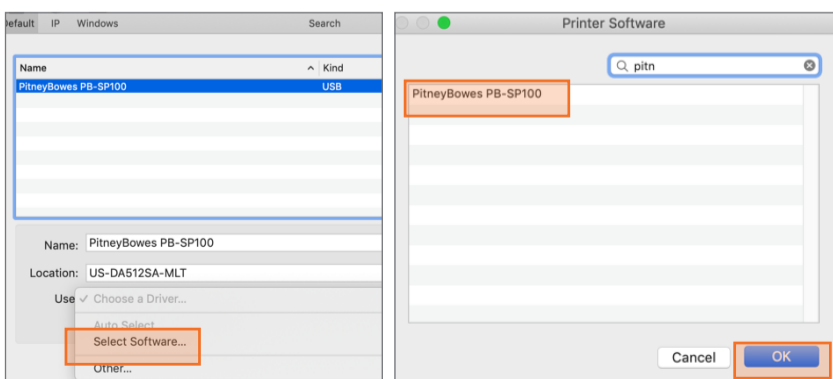 Default IP Windows Search
Name Kind
PitneyBowes PB-SP100 USB
Name: PitneyBowes PB-SP100
Location: US-DA512SA-MLT
Use ✓ Choose a Driver...
Auto Select
Select Software...
Other...
Printer Software
pitn
PitneyBowes PB-SP100
Cancel OK